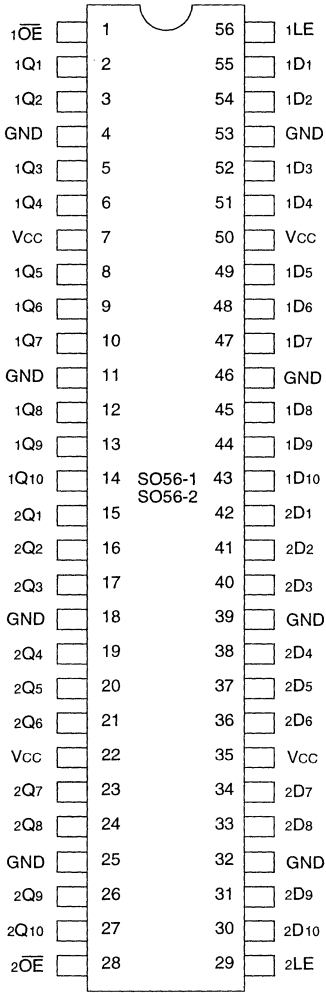 1O̅E̅ 1 56 1LE
1Q1 2 55 1D1
1Q2 3 54 1D2
GND 4 53 GND
1Q3 5 52 1D3
1Q4 6 51 1D4
VCC 7 50 VCC
1Q5 8 49 1D5
1Q6 9 48 1D6
1Q7 10 47 1D7
GND 11 46 GND
1Q8 12 45 1D8
1Q9 13 44 1D9
1Q10 14 SO56-1 43 1D10
SO56-2
2Q1 15 42 2D1
2Q2 16 41 2D2
2Q3 17 40 2D3
GND 18 39 GND
2Q4 19 38 2D4
2Q5 20 37 2D5
2Q6 21 36 2D6
VCC 22 35 VCC
2Q7 23 34 2D7
2Q8 24 33 2D8
GND 25 32 GND
2Q9 26 31 2D9
2Q10 27 30 2D10
2O̅E̅ 28 29 2LE